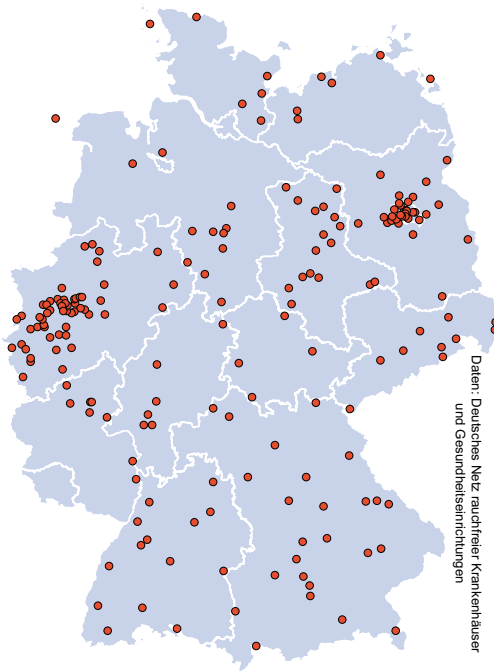 Daten: Deutsches Netz rauchfreier Krankenhäuser
und Gesundheitseinrichtungen